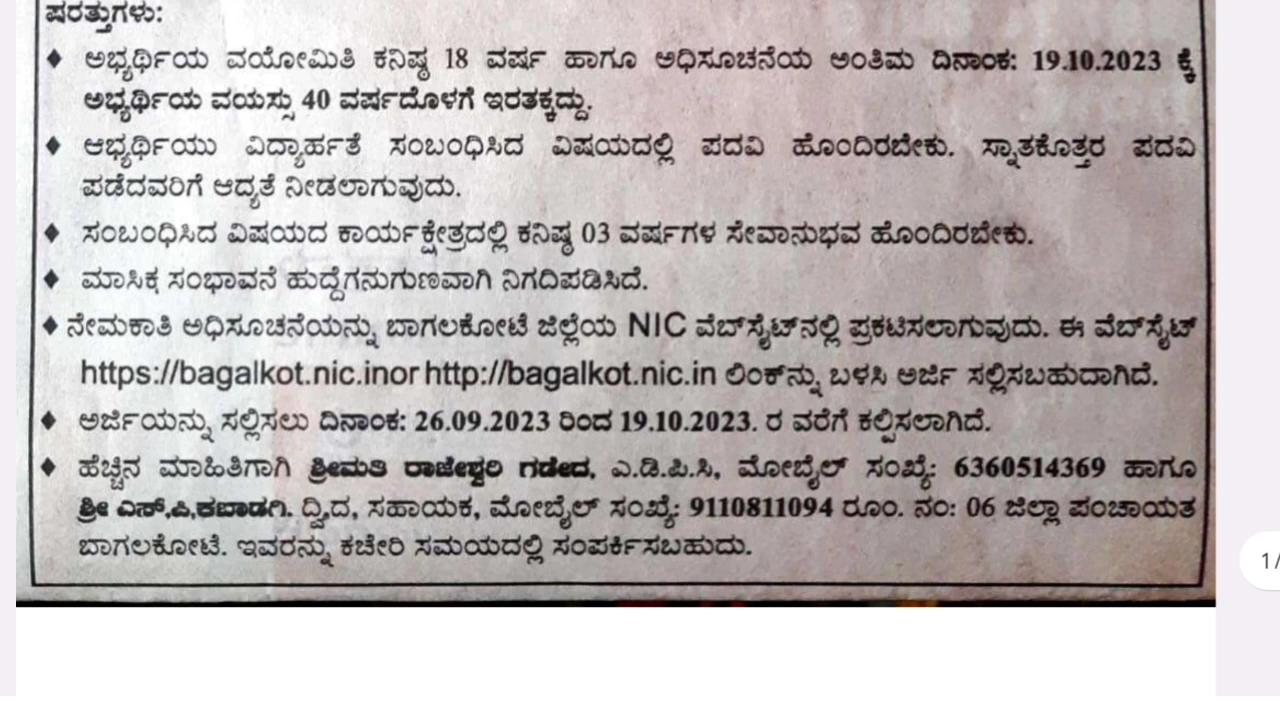 ಷರತ್ತುಗಳು:
♦ ಅಭ್ಯರ್ಥಿಯ ವಯೋಮಿತಿ ಕನಿಷ್ಠ 18 ವರ್ಷ ಹಾಗೂ ಅಧಿಸೂಚನೆಯ ಅಂತಿಮ ದಿನಾಂಕ: 19.10.2023 ಕ್ಕೆ
ಅಭ್ಯರ್ಥಿಯ ವಯಸ್ಸು 40 ವರ್ಷದೊಳಗೆ ಇರತಕ್ಕದ್ದು.
♦ ಅಭ್ಯರ್ಥಿಯು ವಿದ್ಯಾರ್ಹತೆ ಸಂಬಂಧಿಸಿದ ವಿಷಯದಲ್ಲಿ ಪದವಿ ಹೊಂದಿರಬೇಕು. ಸ್ನಾತಕೊತ್ತರ ಪದವಿ
ಪಡೆದವರಿಗೆ ಆದ್ಯತೆ ನೀಡಲಾಗುವುದು.
♦ ಸಂಬಂಧಿಸಿದ ವಿಷಯದ ಕಾರ್ಯಕ್ಷೇತ್ರದಲ್ಲಿ ಕನಿಷ್ಠ 03 ವರ್ಷಗಳ ಸೇವಾನುಭವ ಹೊಂದಿರಬೇಕು.
♦ ಮಾಸಿಕ ಸಂಭಾವನೆ ಹುದ್ದೆಗನುಗುಣವಾಗಿ ನಿಗದಿಪಡಿಸಿದೆ.
♦ ನೇಮಕಾತಿ ಅಧಿಸೂಚನೆಯನ್ನು ಬಾಗಲಕೋಟೆ ಜಿಲ್ಲೆಯ NIC ವೆಬ್‌ಸೈಟ್‌ನಲ್ಲಿ ಪ್ರಕಟಿಸಲಾಗುವುದು. ಈ ವೆಬ್‌ಸೈಟ್
https://bagalkot.nic.inor http://bagalkot.nic.in ಲಿಂಕ್‌ನ್ನು ಬಳಸಿ ಅರ್ಜಿ ಸಲ್ಲಿಸಬಹುದಾಗಿದೆ.
♦ ಅರ್ಜಿಯನ್ನು ಸಲ್ಲಿಸಲು ದಿನಾಂಕ: 26.09.2023 ರಿಂದ 19.10.2023. ರ ವರೆಗೆ ಕಲ್ಪಿಸಲಾಗಿದೆ.
♦ ಹೆಚ್ಚಿನ ಮಾಹಿತಿಗಾಗಿ ಶ್ರೀಮತಿ ರಾಜೇಶ್ವರಿ ಗಡೇದ, ಎ.ಡಿ.ಪಿ.ಸಿ, ಮೋಬೈಲ್ ಸಂಖ್ಯೆ: 6360514369 ಹಾಗೂ
ಶ್ರೀ ಎಸ್.ಪಿ.ಕಬಾಡಗಿ. ದ್ವಿದ, ಸಹಾಯಕ, ಮೋಬೈಲ್ ಸಂಖ್ಯೆ: 9110811094 ರೂಂ. ನಂ: 06 ಜಿಲ್ಲಾ ಪಂಚಾಯತ
ಬಾಗಲಕೋಟೆ. ಇವರನ್ನು ಕಚೇರಿ ಸಮಯದಲ್ಲಿ ಸಂಪರ್ಕಿಸಬಹುದು.
1/